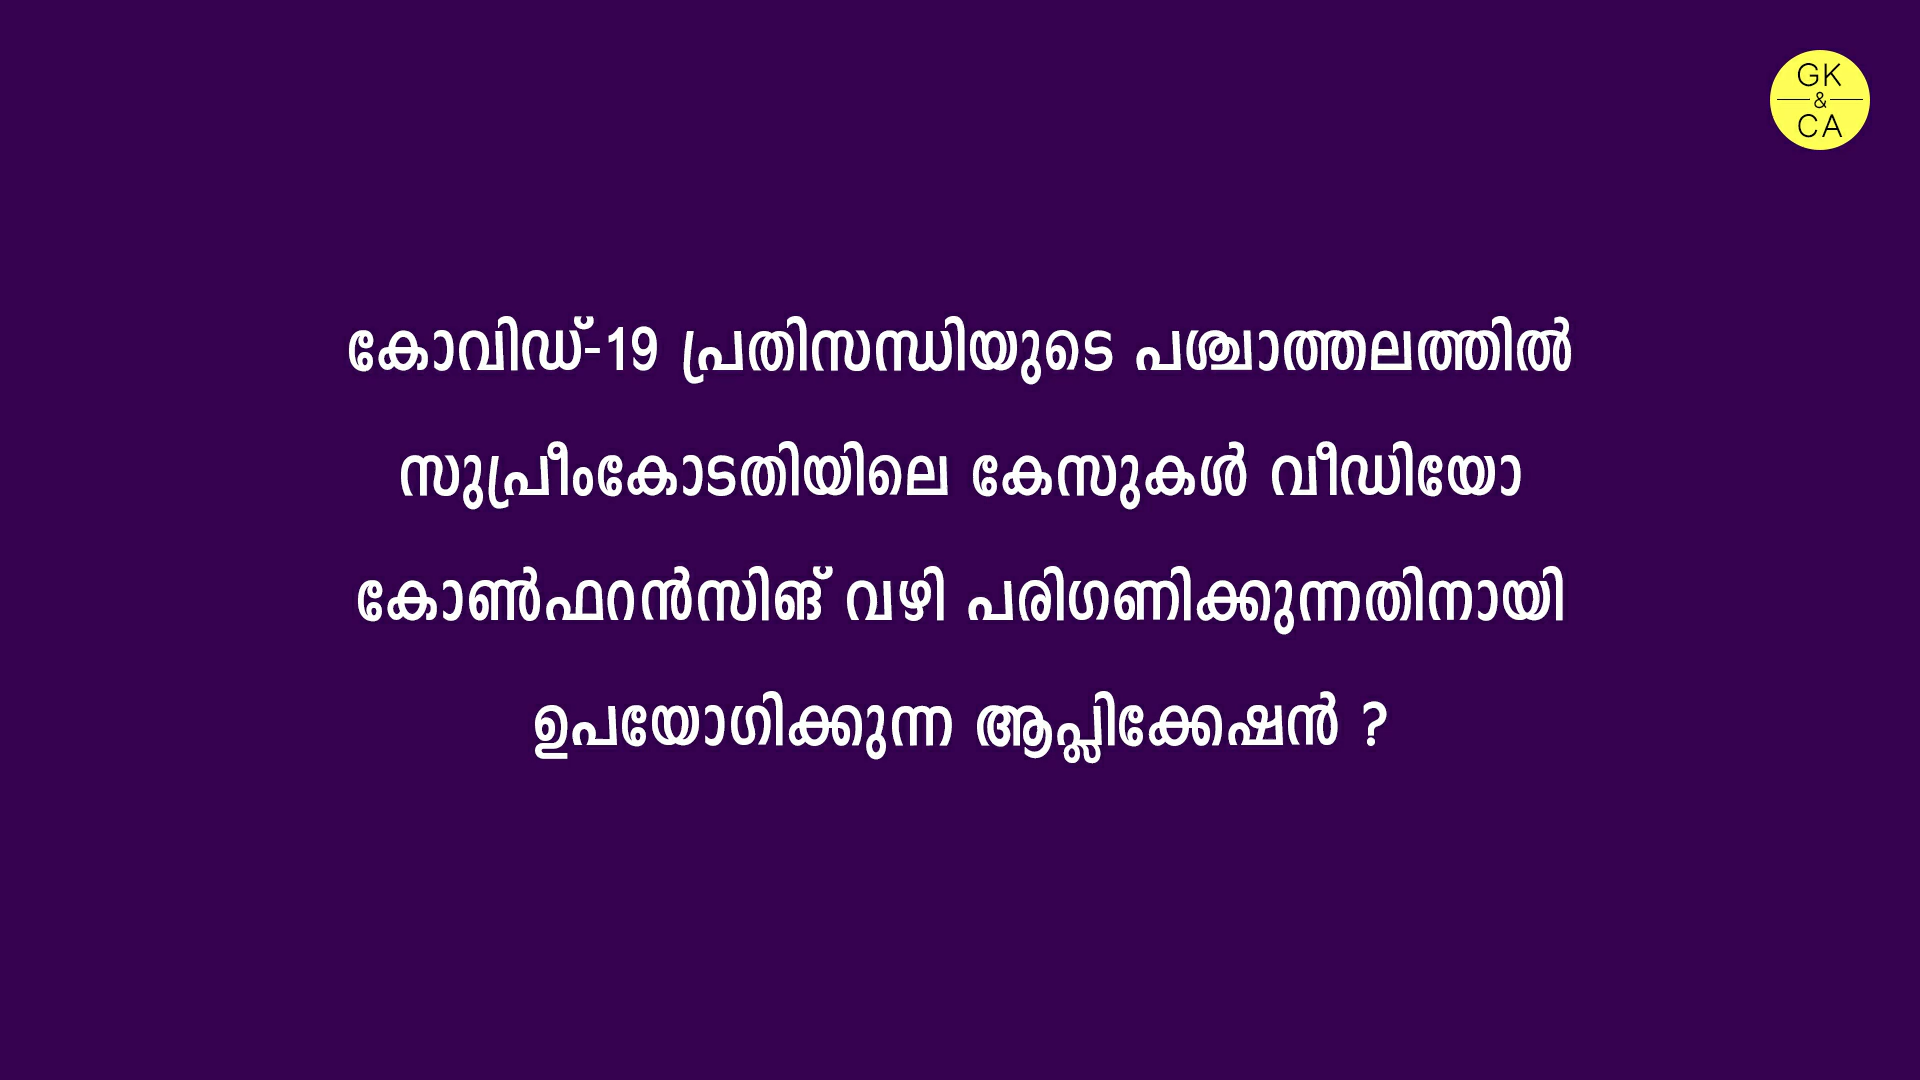 GK
&
CA
കോവിഡ്-19 പ്രതിസന്ധിയുടെ പശ്ചാത്തലത്തിൽ
സുപ്രീംകോടതിയിലെ കേസുകൾ വീഡിയോ
കോൺഫറൻസിങ് വഴി പരിഗണിക്കുന്നതിനായി
ഉപയോഗിക്കുന്ന ആപ്ലിക്കേഷൻ ?